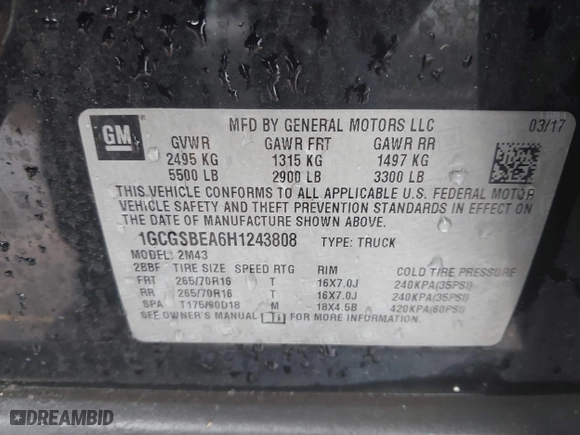 GM
MFD BY GENERAL MOTORS LLC 03/17
GVWR GAWR FRT GAWR RR
2495 KG 1315 KG 1497 KG
5500 LB 2900 LB 3300 LB
THIS VEHICLE CONFORMS TO ALL APPLICABLE U.S. FEDERAL MOTOR
VEHICLE SAFETY AND THEFT PREVENTION STANDARDS IN EFFECT ON
THE DATE OF MANUFACTURE SHOWN ABOVE.
1GCGSBEA6H1243808 TYPE: TRUCK
MODEL: 2M43
2BBF TIRE SIZE SPEED RTG RIM COLD TIRE PRESSURE
FRT 265/70R16 T 16X7.0J 240KPA(35PSI)
RR 265/70R16 T 16X7.0J 240KPA(35PSI)
SPA T175/90D18 M 18X4.5B 420KPA(60PSI)
SEE OWNER'S MANUAL i FOR MORE INFORMATION.
DREAMBID